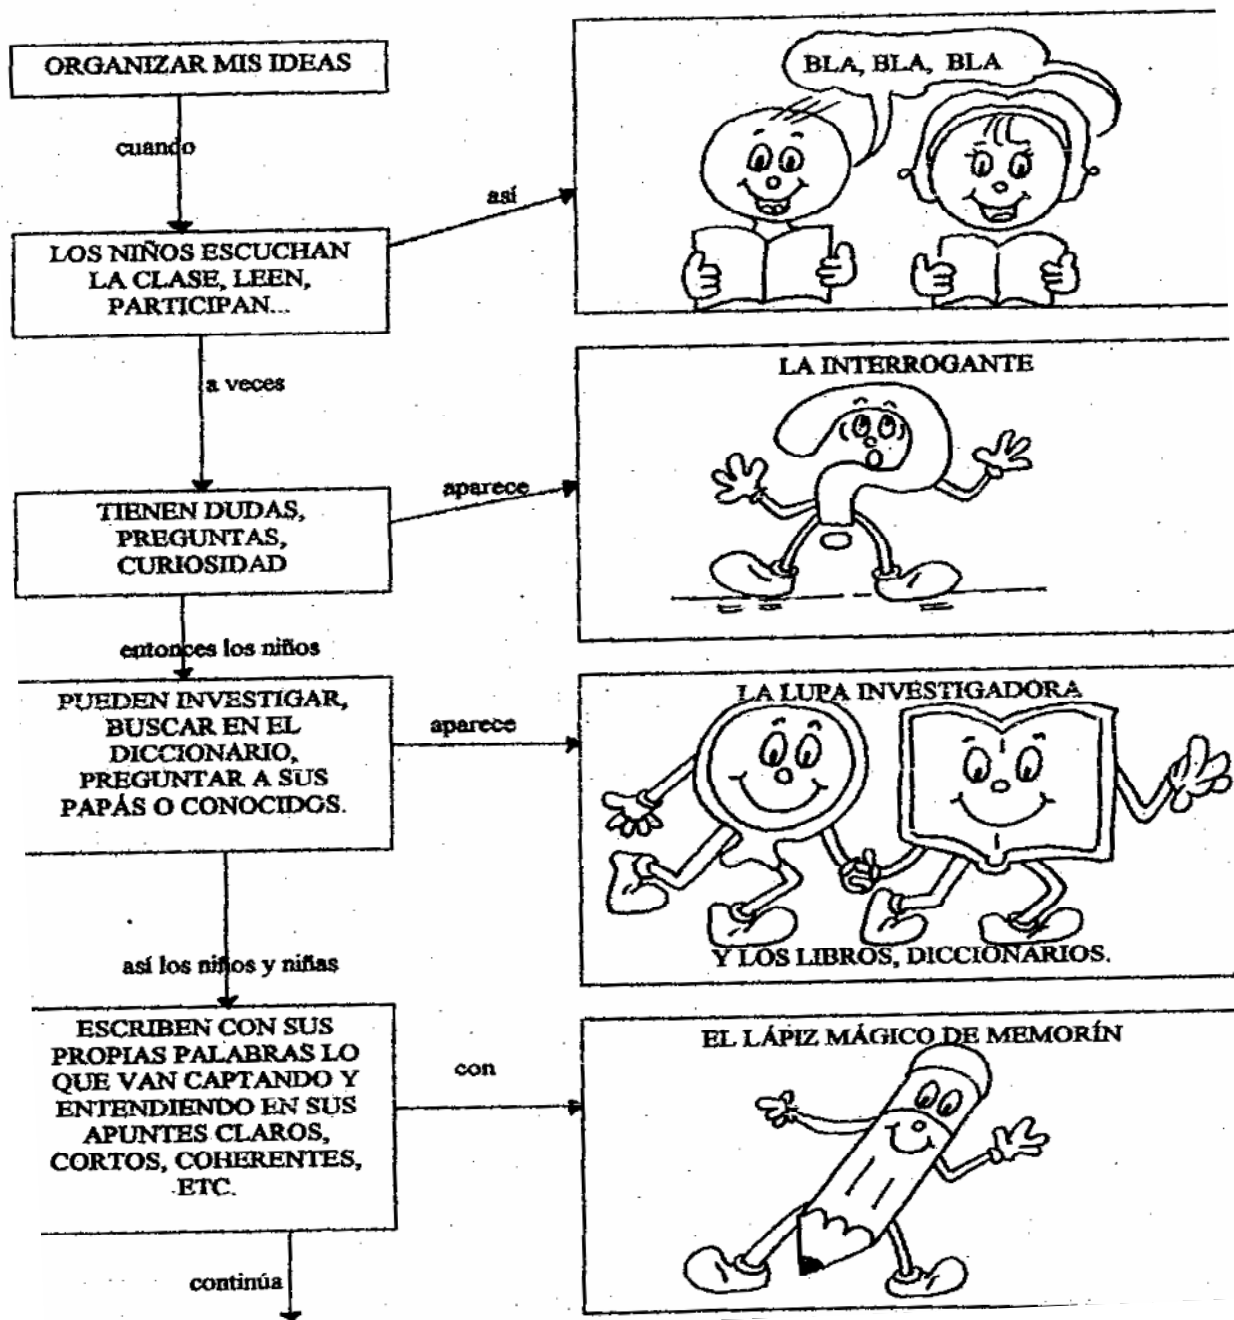 ORGANIZAR MIS IDEAS
BLA, BLA, BLA
cuando
así
LOS NIÑOS ESCUCHAN
LA CLASE, LEEN,
PARTICIPAN...
a veces
LA INTERROGANTE
aparece
TIENEN DUDAS,
PREGUNTAS,
CURIOSIDAD
entonces los niños
PUEDEN INVESTIGAR,
BUSCAR EN EL
DICCIONARIO,
PREGUNTAR A SUS
PAPÁS O CONOCIDOS.
aparece
LA LUPA INVESTIGADORA
Y LOS LIBROS, DICCIONARIOS.
así los niños y niñas
ESCRIBEN CON SUS
PROPIAS PALABRAS LO
QUE VAN CAPTANDO Y
ENTENDIENDO EN SUS
APUNTES CLAROS,
CORTOS, COHERENTES,
ETC.
con
EL LÁPIZ MÁGICO DE MEMORÍN
continúa